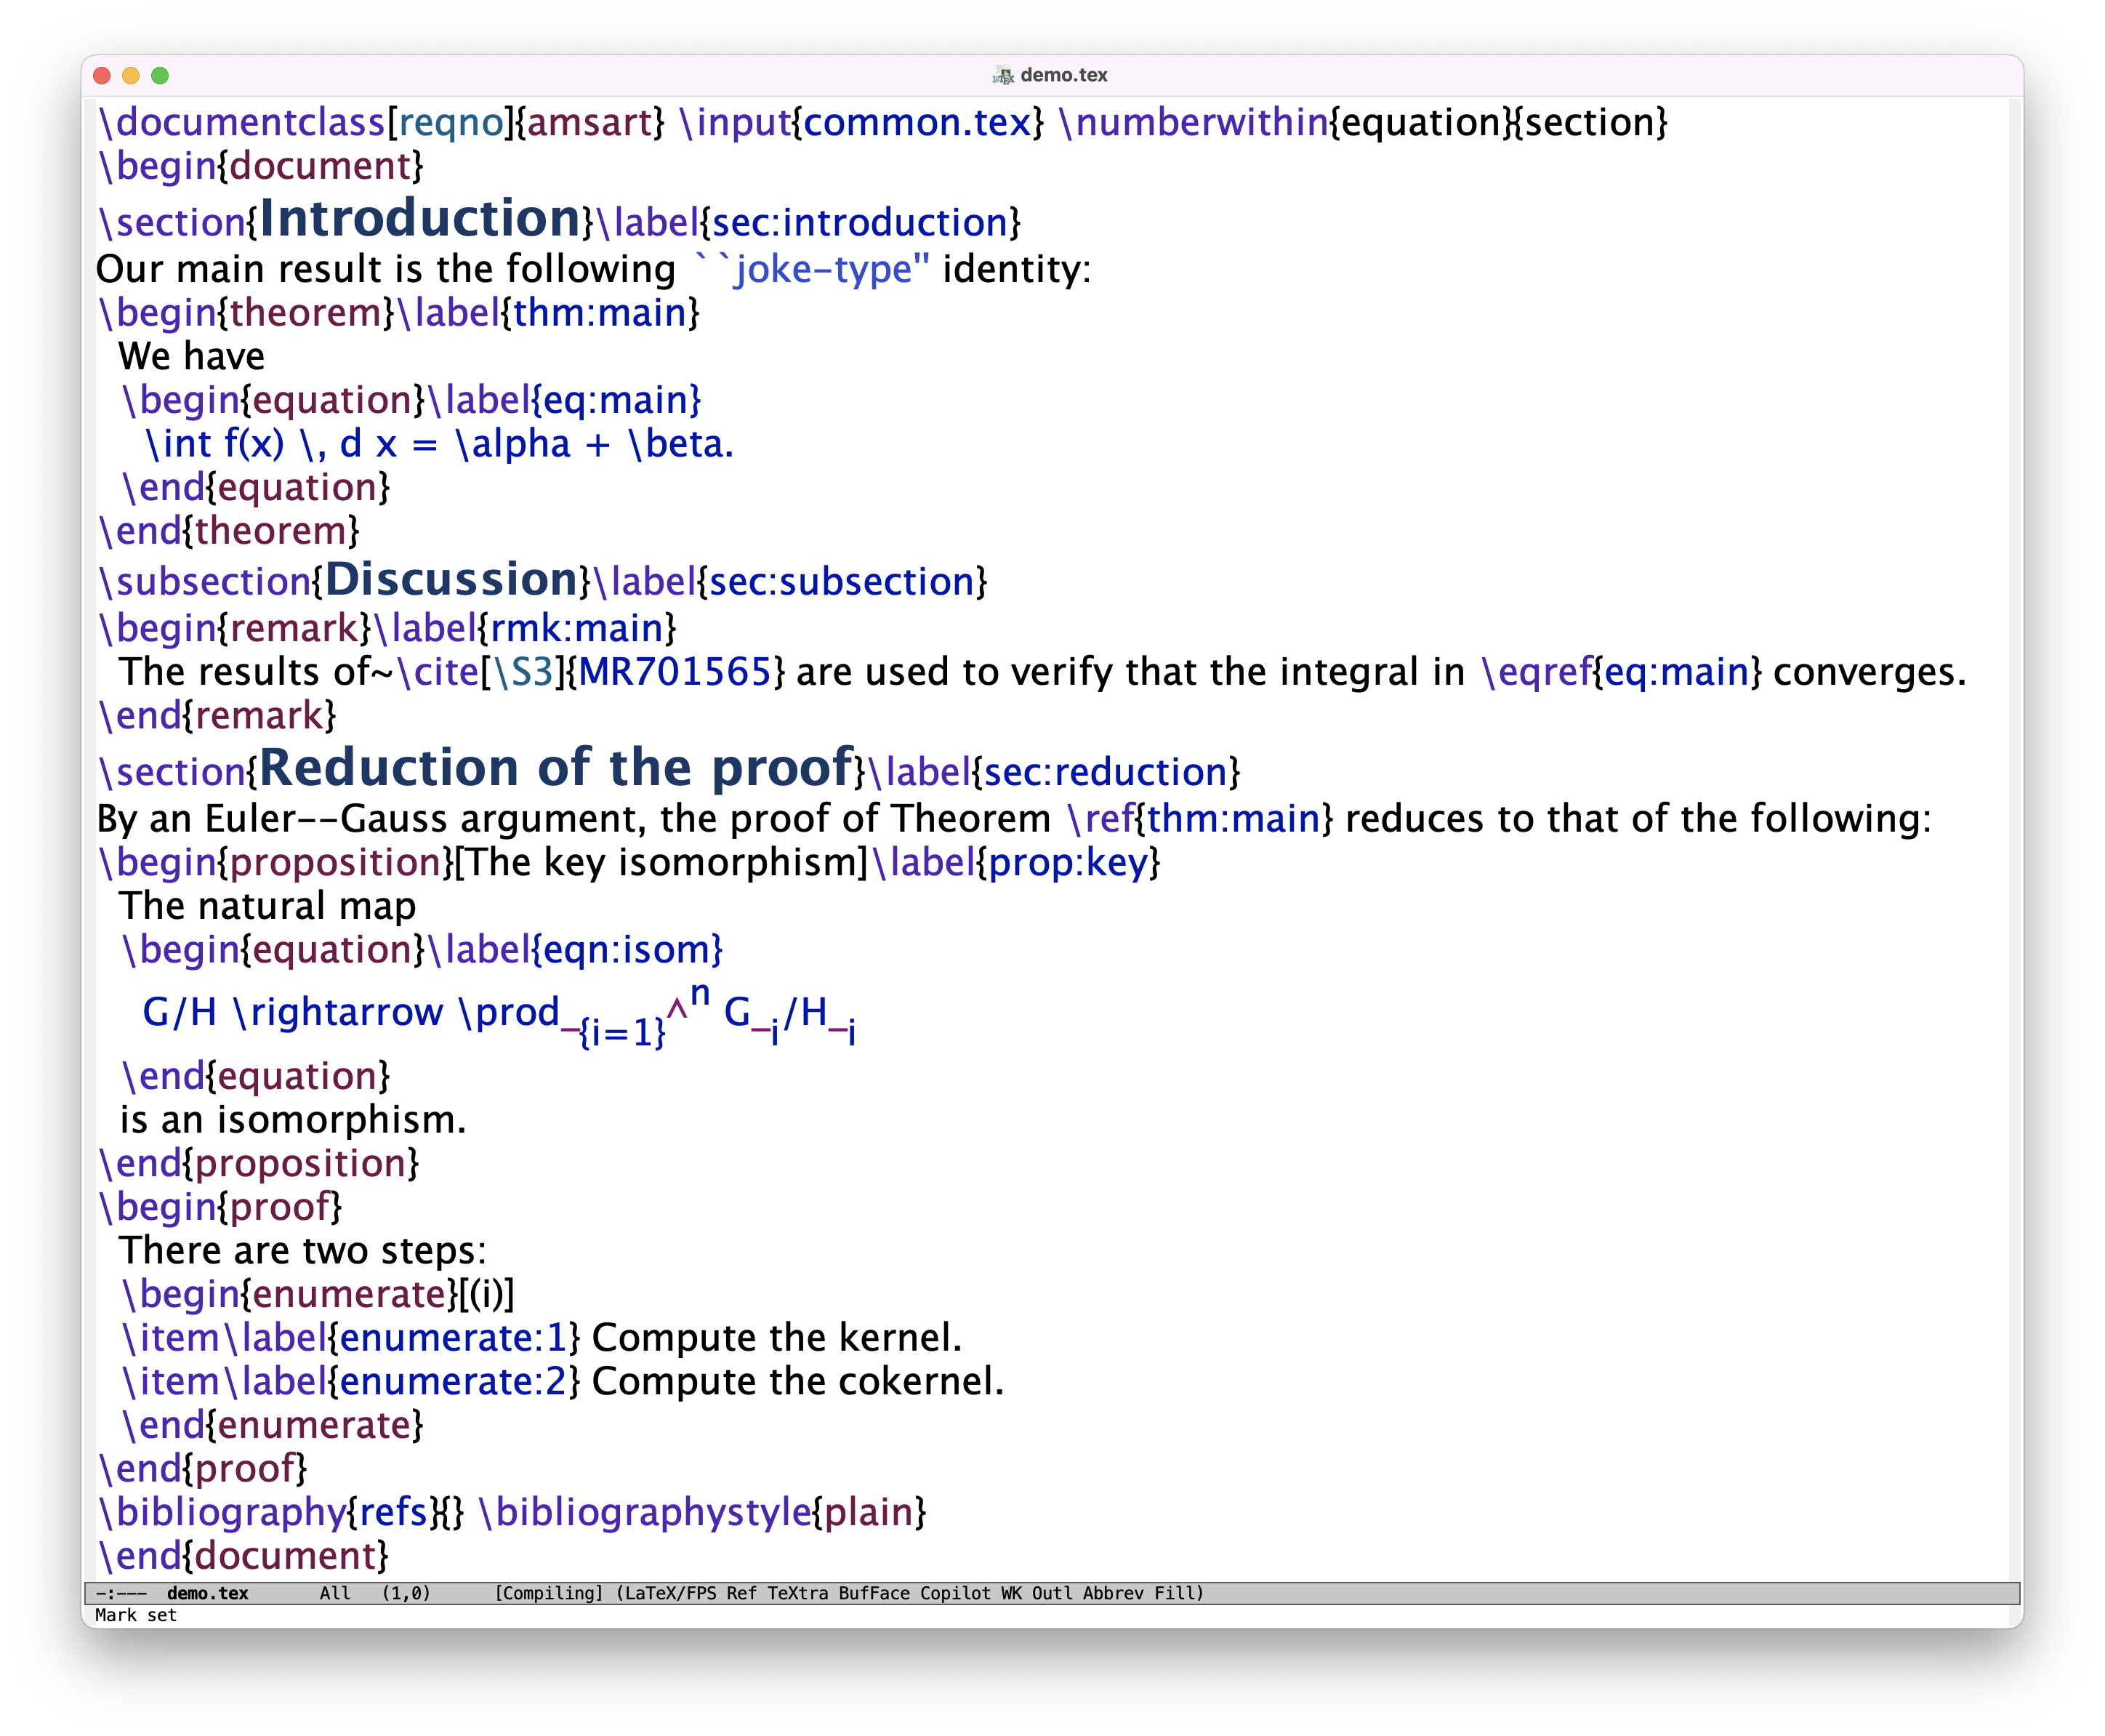 demo.tex
\documentclass[reqno]{amsart} \input{common.tex} \numberwithin{equation}{section}
\begin{document}
\section{Introduction}\label{sec:introduction}
Our main result is the following ``joke-type" identity:
\begin{theorem}\label{thm:main}
  We have
  \begin{equation}\label{eq:main}
    \int f(x) \, d x = \alpha + \beta.
  \end{equation}
\end{theorem}
\subsection{Discussion}\label{sec:subsection}
\begin{remark}\label{rmk:main}
  The results of~\cite[\S3]{MR701565} are used to verify that the integral in \eqref{eq:main} converges.
\end{remark}
\section{Reduction of the proof}\label{sec:reduction}
By an Euler--Gauss argument, the proof of Theorem \ref{thm:main} reduces to that of the following:
\begin{proposition}[The key isomorphism]\label{prop:key}
  The natural map
  \begin{equation}\label{eqn:isom}
    G/H \rightarrow \prod_{i=1}^n G_i/H_i
  \end{equation}
  is an isomorphism.
\end{proposition}
\begin{proof}
  There are two steps:
  \begin{enumerate}[(i)]
  \item\label{enumerate:1} Compute the kernel.
  \item\label{enumerate:2} Compute the cokernel.
  \end{enumerate}
\end{proof}
\bibliography{refs}{} \bibliographystyle{plain}
\end{document}
-:--- demo.tex All (1,0) [Compiling] (LaTeX/FPS Ref TeXtra BufFace Copilot WK Outl Abbrev Fill)
Mark set